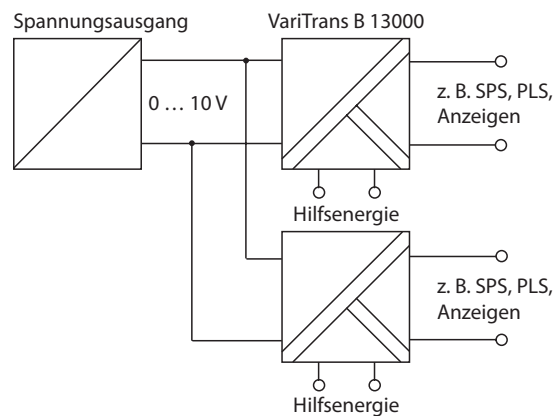 Spannungsausgang
VariTrans B 13000
0 … 10 V
z. B. SPS, PLS,
Anzeigen
Hilfsenergie
z. B. SPS, PLS,
Anzeigen
Hilfsenergie